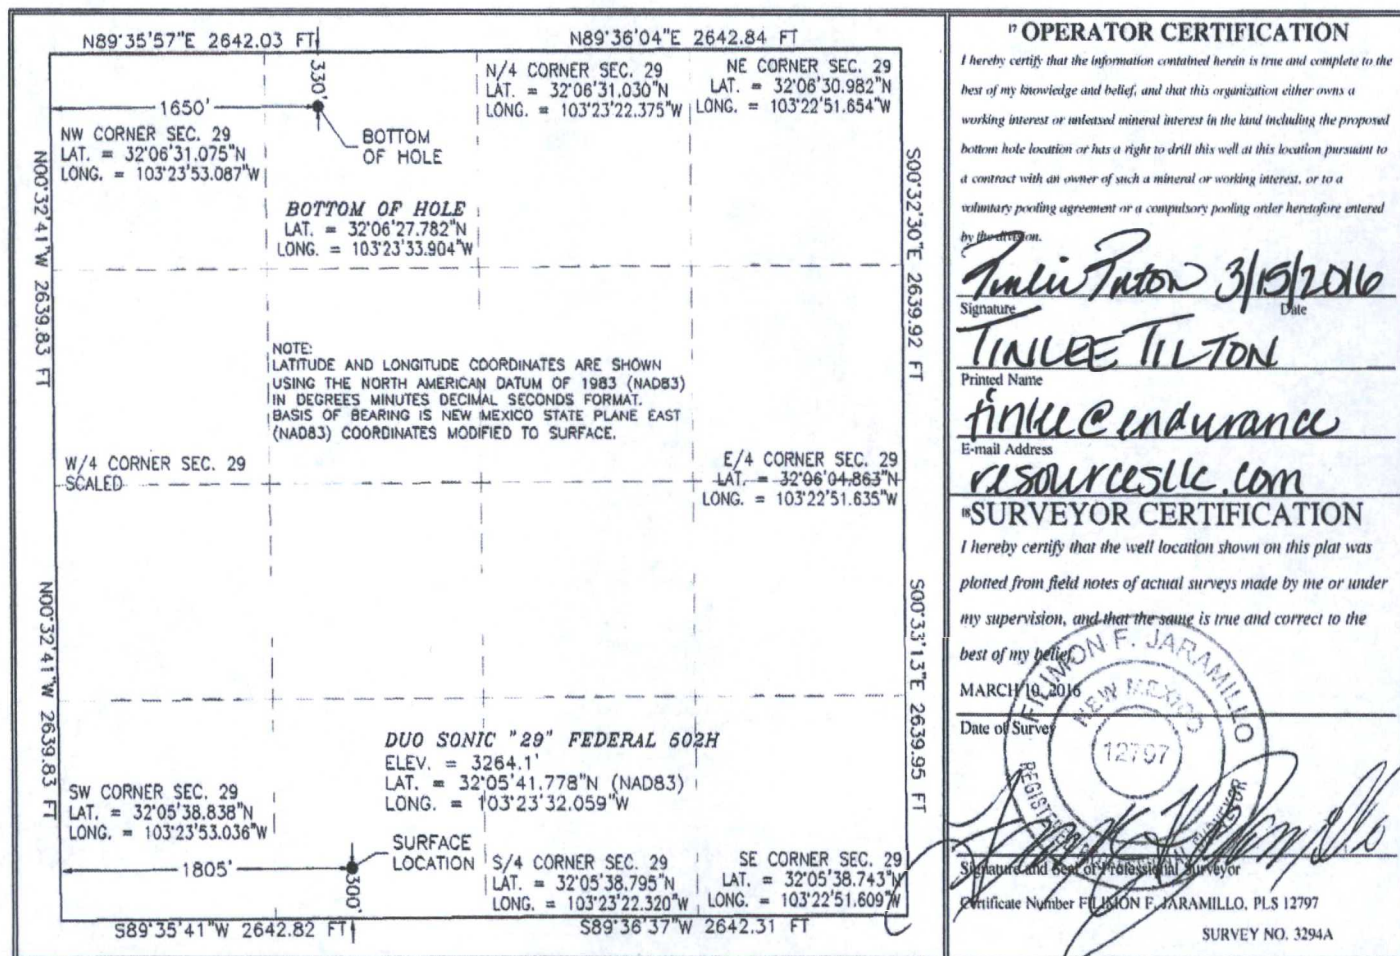 N89°35'57"E 2642.03 FT
N89°36'04"E 2642.84 FT
330'
1650'
NW CORNER SEC. 29
LAT. = 32°06'31.075"N
LONG. = 103°23'53.087"W
BOTTOM
OF HOLE
N/4 CORNER SEC. 29
LAT. = 32°06'31.030"N
LONG. = 103°23'22.375"W
NE CORNER SEC. 29
LAT. = 32°06'30.982"N
LONG. = 103°22'51.654"W
BOTTOM OF HOLE
LAT. = 32°06'27.782"N
LONG. = 103°23'33.904"W
N00°32'41"W 2639.83 FT
S00°32'30"E 2639.92 FT
NOTE:
LATITUDE AND LONGITUDE COORDINATES ARE SHOWN
USING THE NORTH AMERICAN DATUM OF 1983 (NAD83)
IN DEGREES MINUTES DECIMAL SECONDS FORMAT.
BASIS OF BEARING IS NEW MEXICO STATE PLANE EAST
(NAD83) COORDINATES MODIFIED TO SURFACE.
W/4 CORNER SEC. 29
SCALED
E/4 CORNER SEC. 29
LAT. = 32°06'04.863"N
LONG. = 103°22'51.635"W
N00°32'41"W 2639.83 FT
S00°33'13"E 2639.95 FT
DUO SONIC "29" FEDERAL 602H
ELEV. = 3264.1'
LAT. = 32°05'41.778"N (NAD83)
LONG. = 103°23'32.059"W
SW CORNER SEC. 29
LAT. = 32°05'38.838"N
LONG. = 103°23'53.036"W
SURFACE
LOCATION
1805'
300'
S/4 CORNER SEC. 29
LAT. = 32°05'38.795"N
LONG. = 103°23'22.320"W
SE CORNER SEC. 29
LAT. = 32°05'38.743"N
LONG. = 103°22'51.609"W
S89°35'41"W 2642.82 FT
S89°36'37"W 2642.31 FT
17 OPERATOR CERTIFICATION
I hereby certify that the information contained herein is true and complete to the
best of my knowledge and belief, and that this organization either owns a
working interest or unleased mineral interest in the land including the proposed
bottom hole location or has a right to drill this well at this location pursuant to
a contract with an owner of such a mineral or working interest, or to a
voluntary pooling agreement or a compulsory pooling order heretofore entered
by the division.
3/15/2016
Signature Date
TINLEE TILTON
Printed Name
tinlee@endurance
E-mail Address
resourcesllc.com
18 SURVEYOR CERTIFICATION
I hereby certify that the well location shown on this plat was
plotted from field notes of actual surveys made by me or under
my supervision, and that the same is true and correct to the
best of my belief.
MARCH 10, 2016
Date of Survey
FILIMON F. JARAMILLO
NEW MEXICO
12797
REGISTERED PROFESSIONAL SURVEYOR
Signature and Seal of Professional Surveyor
Certificate Number FILIMON F. JARAMILLO, PLS 12797
SURVEY NO. 3294A